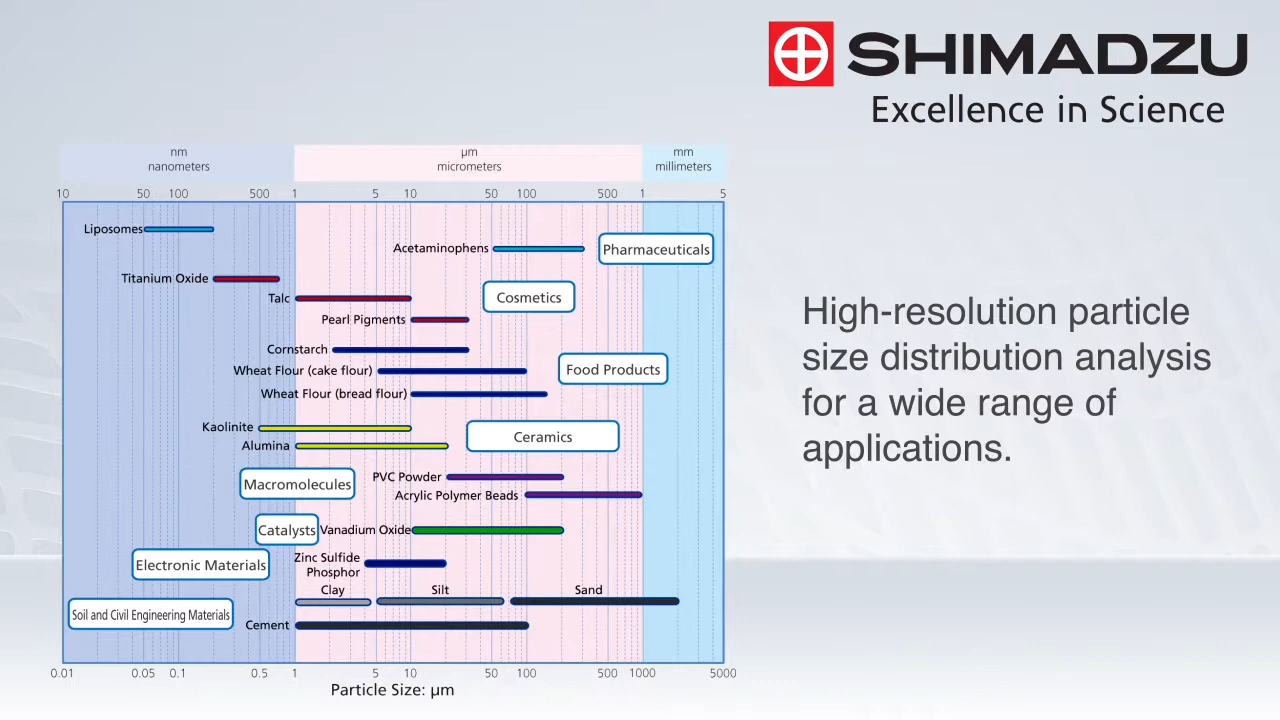 SHIMADZU
Excellence in Science
nm
nanometers
µm
micrometers
mm
millimeters
10 50 100 500 1 5 10 50 100 500 1 5
Liposomes
Acetaminophens
Pharmaceuticals
Titanium Oxide
Talc
Cosmetics
Pearl Pigments
Cornstarch
Wheat Flour (cake flour)
Food Products
Wheat Flour (bread flour)
Kaolinite
Ceramics
Alumina
Macromolecules
PVC Powder
Acrylic Polymer Beads
Catalysts
Vanadium Oxide
Electronic Materials
Zinc Sulfide
Phosphor
Clay Silt Sand
Soil and Civil Engineering Materials
Cement
0.01 0.05 0.1 0.5 1 5 10 50 100 500 1000 5000
Particle Size: µm
High-resolution particle
size distribution analysis
for a wide range of
applications.